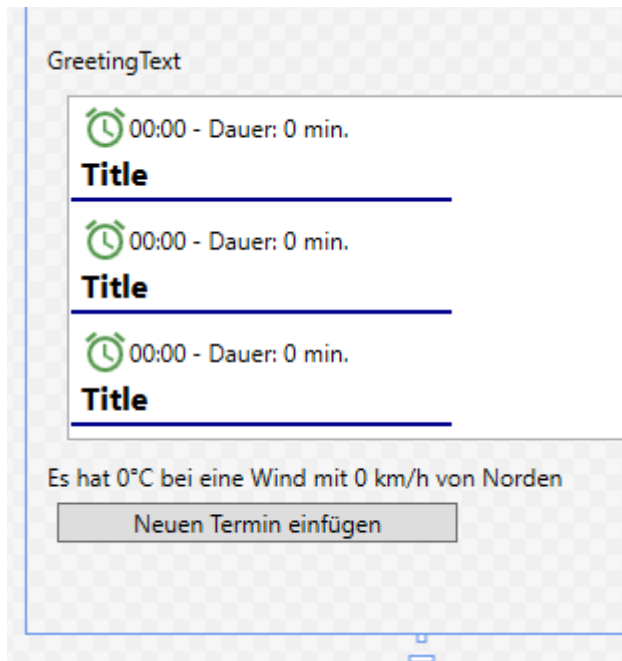 GreetingText
00:00 - Dauer: 0 min.
Title
00:00 - Dauer: 0 min.
Title
00:00 - Dauer: 0 min.
Title
Es hat 0°C bei eine Wind mit 0 km/h von Norden
Neuen Termin einfügen